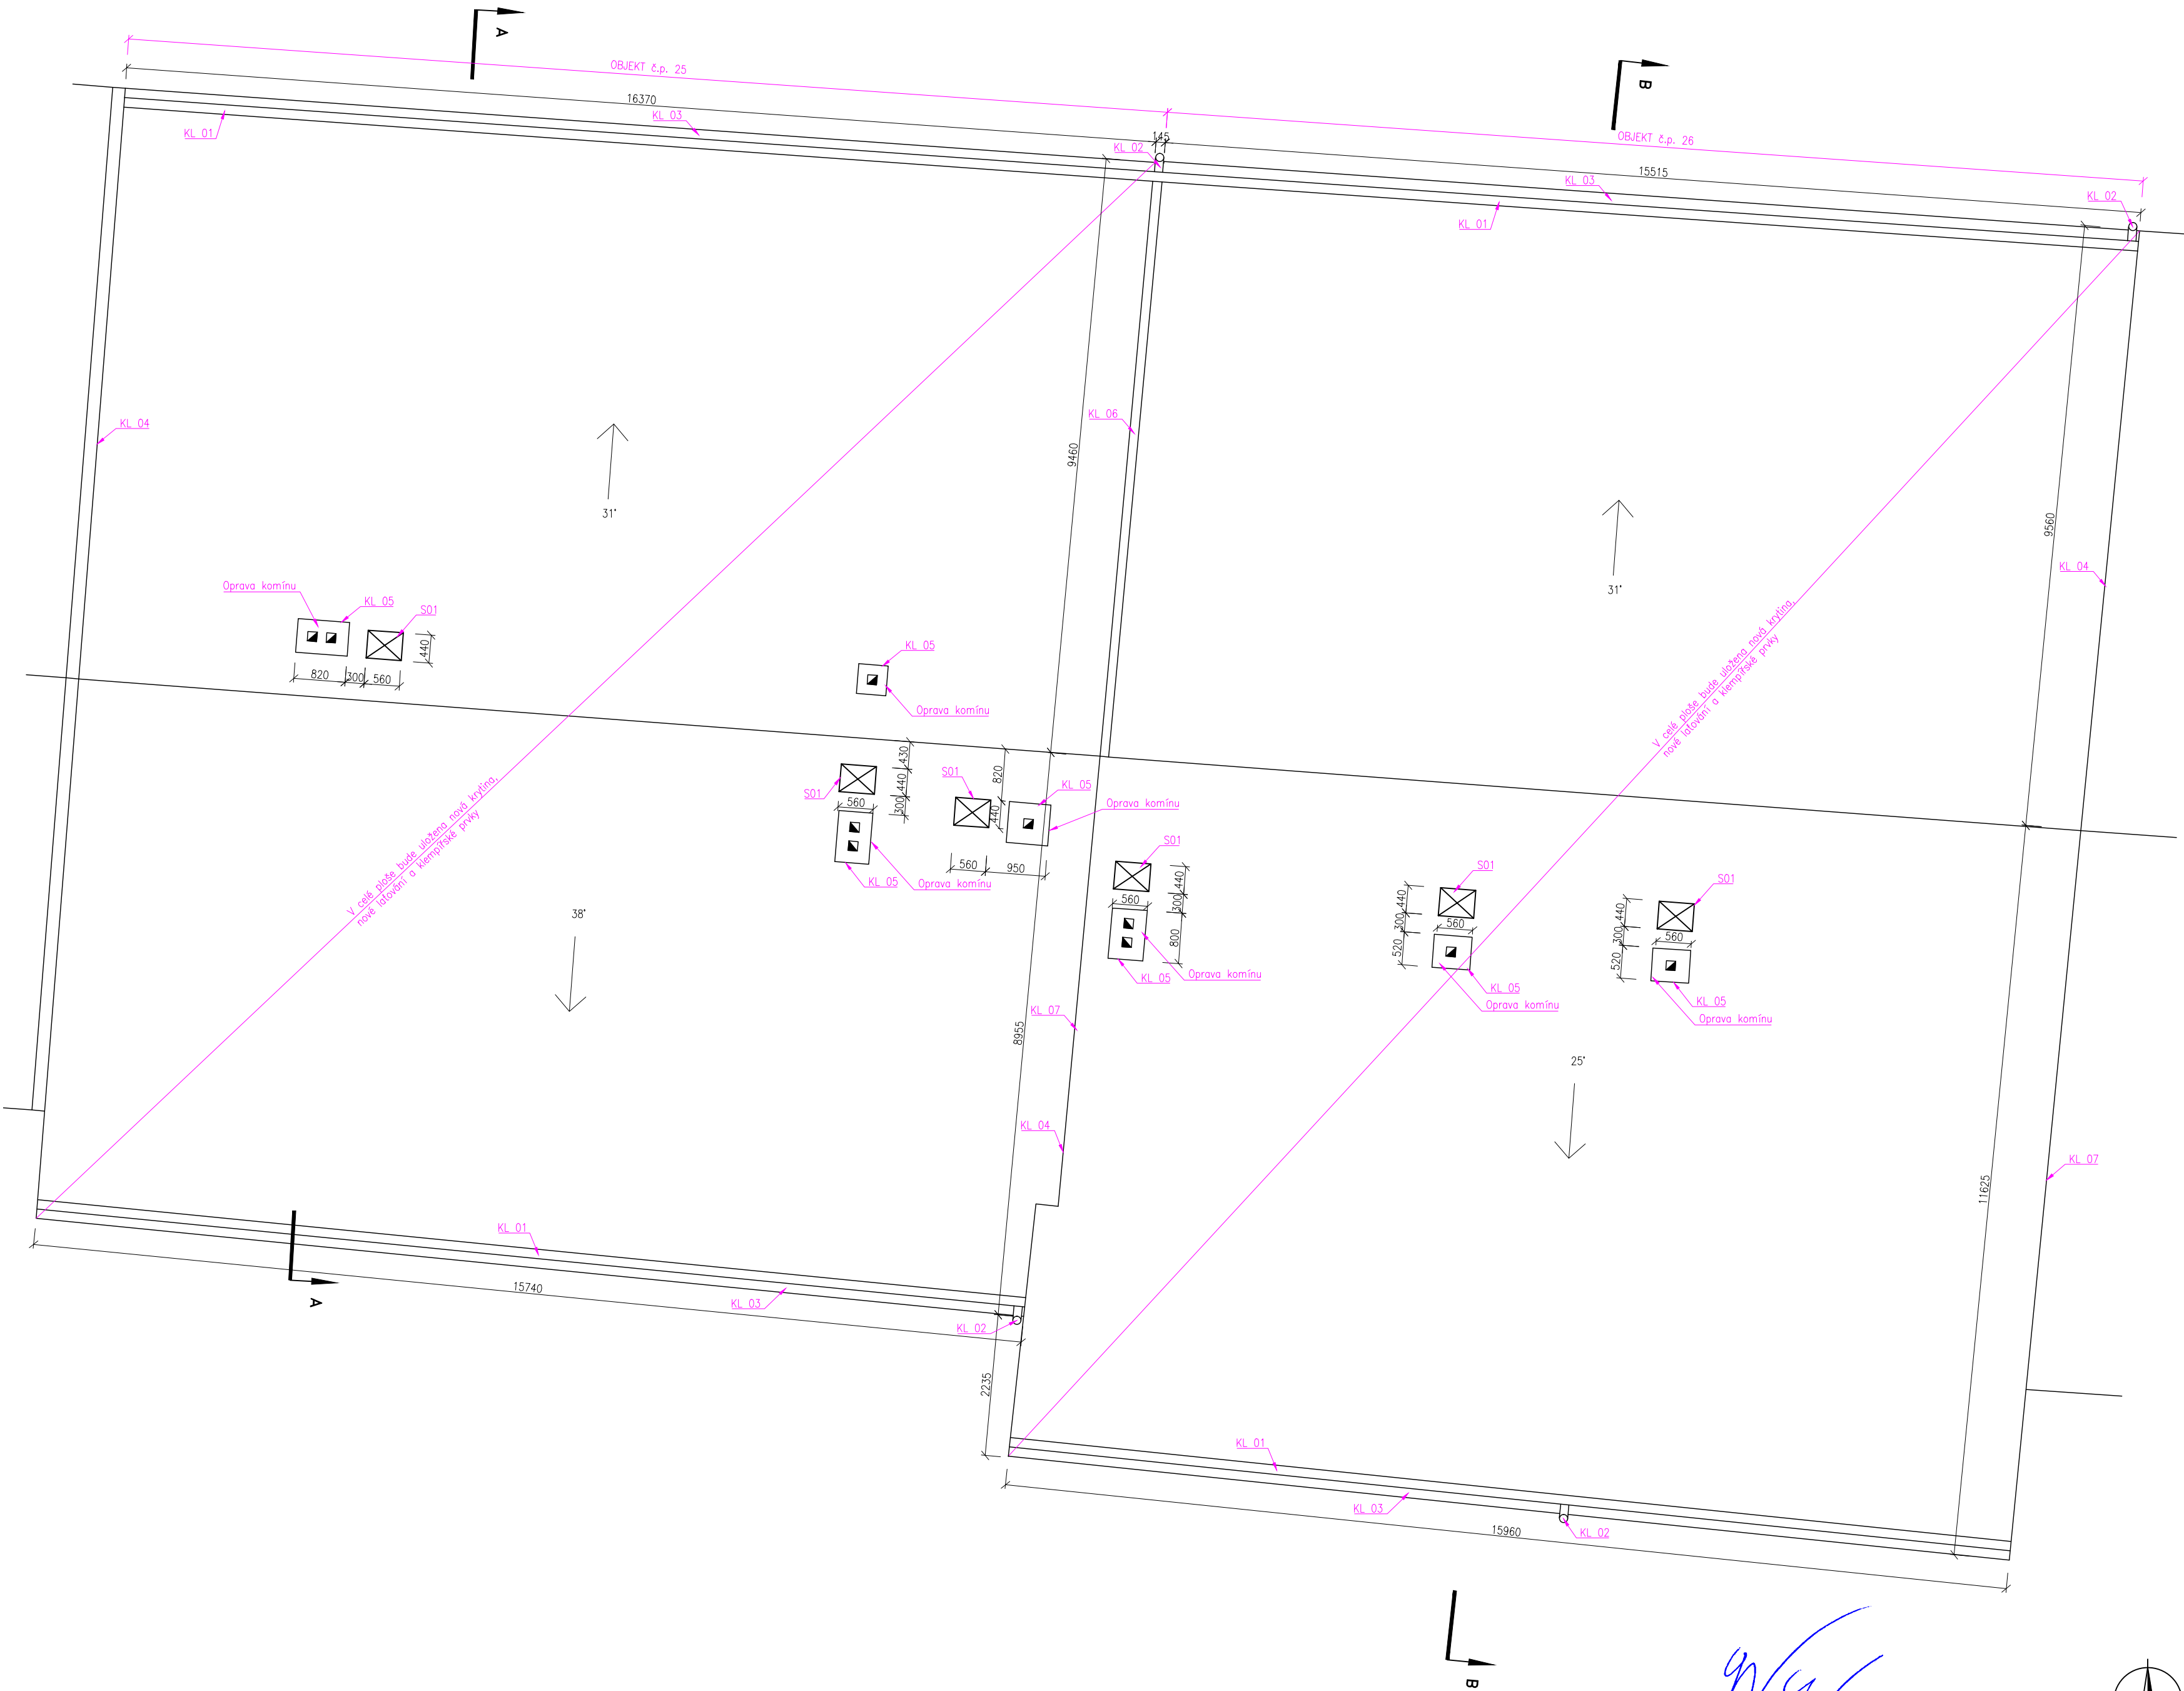 A
OBJEKT č.p. 25
B
16370
KL 03
KL 01
145
KL 02
OBJEKT č.p. 26
15515
KL 03
KL 02
KL 01
KL 04
KL 06
9460
31°
9560
31°
KL 04
Oprava komínu
KL 05
S01
440
820
300
560
KL 05
Oprava komínu
V celé ploše bude uložena nová krytina,
nové laťování a klempířské prvky
430
440
300
S01
560
S01
820
440
KL 05
Oprava komínu
560
950
KL 05
Oprava komínu
V celé ploše bude uložena nová krytina,
nové laťování a klempířské prvky
38°
S01
440
300
800
560
KL 05
Oprava komínu
S01
440
300
520
560
KL 05
Oprava komínu
S01
440
300
520
560
KL 05
Oprava komínu
KL 07
8955
25°
KL 04
KL 07
11625
KL 01
15740
KL 03
A
KL 02
2235
KL 01
KL 03
15960
KL 02
B